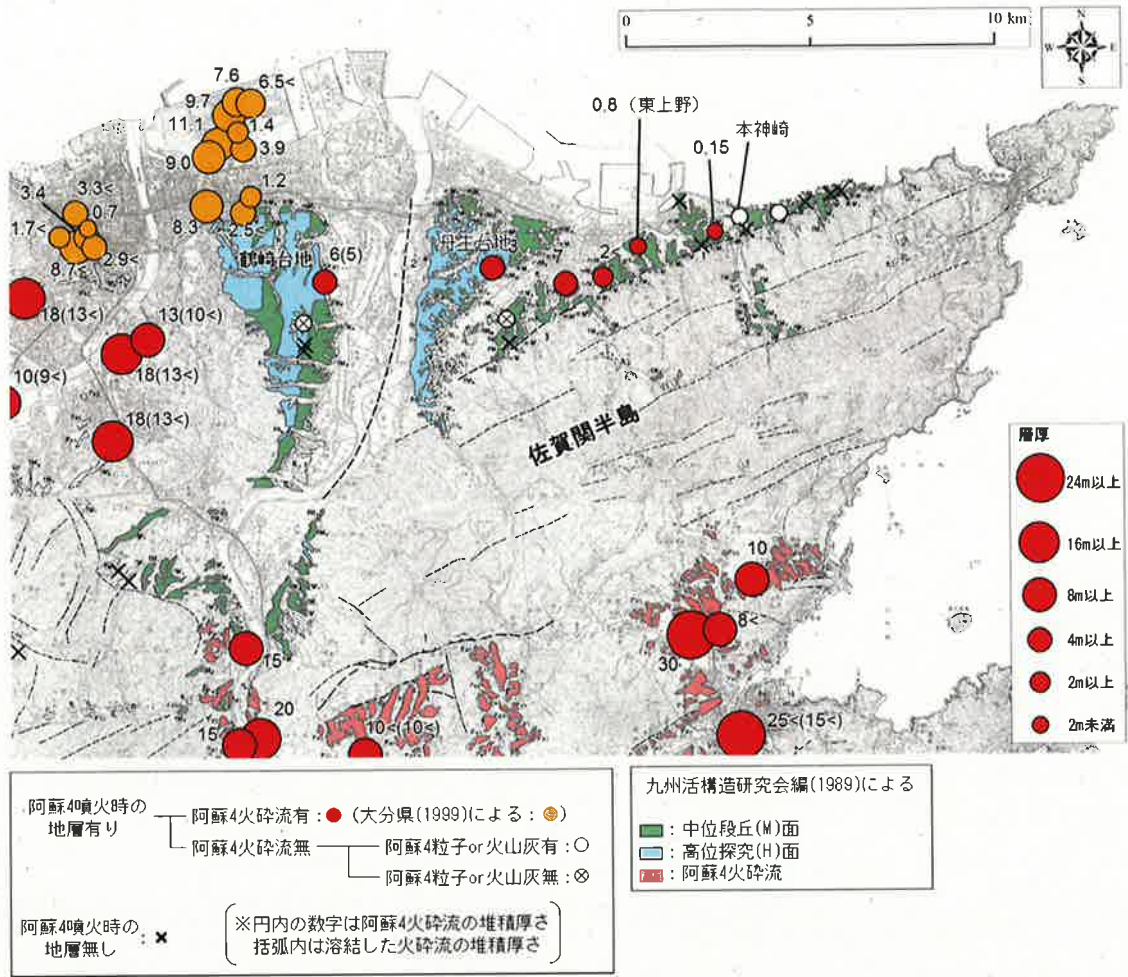 0 5 10 km
N
W E
S
7.6
6.5<
9.7
11.1
1.4
3.9
9.0
0.8 (東上野)
0.15
本神崎
3.4
3.3<
0.7
1.7<
8.7<
2.9<
1.2
8.3
2.5<
鶴崎台地
6(5)
丹生台地
3
7
2<
18(13<)
13(10<)
18(13<)
10(9<)
18(13<)
佐賀関半島
10
8<
30
15
20
15
10<(10<)
25<(15<)
層厚
24m以上
16m以上
8m以上
4m以上
2m以上
2m未満
阿蘇4噴火時の
地層有り
阿蘇4火砕流有:● (大分県(1999)による:●)
阿蘇4火砕流無
阿蘇4粒子or火山灰有:○
阿蘇4粒子or火山灰無:⊗
阿蘇4噴火時の
地層無し :×
※円内の数字は阿蘇4火砕流の堆積厚さ
括弧内は溶結した火砕流の堆積厚さ
九州活構造研究会編(1989)による
:中位段丘(M)面
:高位探究(H)面
:阿蘇4火砕流